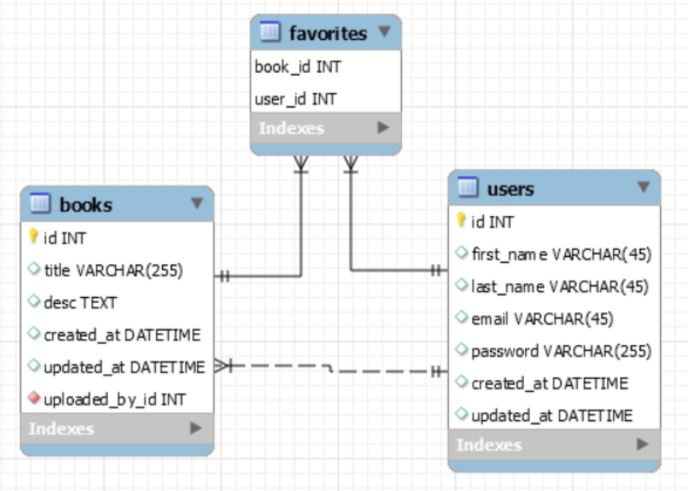 favorites
book_id INT
user_id INT
Indexes
books
id INT
title VARCHAR(255)
desc TEXT
created_at DATETIME
updated_at DATETIME
uploaded_by_id INT
Indexes
users
id INT
first_name VARCHAR(45)
last_name VARCHAR(45)
email VARCHAR(45)
password VARCHAR(255)
created_at DATETIME
updated_at DATETIME
Indexes